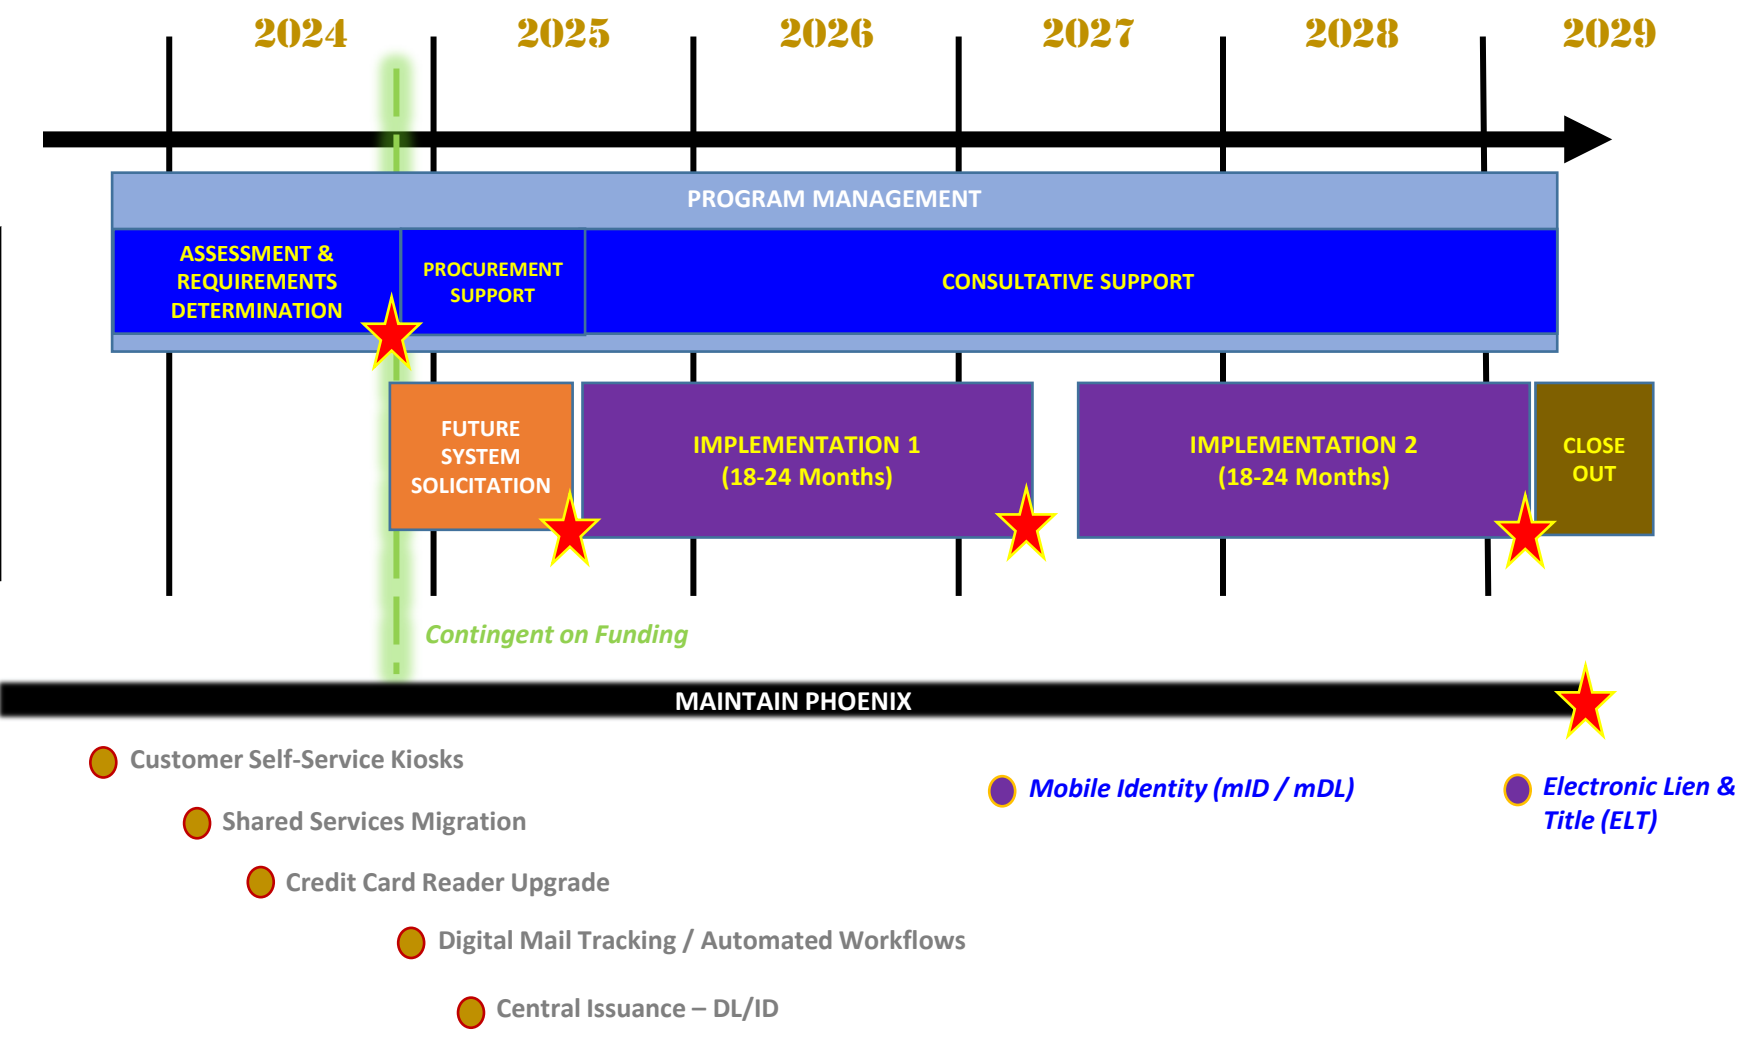 2024 2025 2026 2027 2028 2029
PROGRAM MANAGEMENT
ASSESSMENT &
REQUIREMENTS
DETERMINATION
PROCUREMENT
SUPPORT
CONSULTATIVE SUPPORT
FUTURE
SYSTEM
SOLICITATION
IMPLEMENTATION 1
(18-24 Months)
IMPLEMENTATION 2
(18-24 Months)
CLOSE
OUT
Contingent on Funding
MAINTAIN PHOENIX
Customer Self-Service Kiosks
Shared Services Migration
Credit Card Reader Upgrade
Digital Mail Tracking / Automated Workflows
Central Issuance – DL/ID
Mobile Identity (mID / mDL)
Electronic Lien &
Title (ELT)